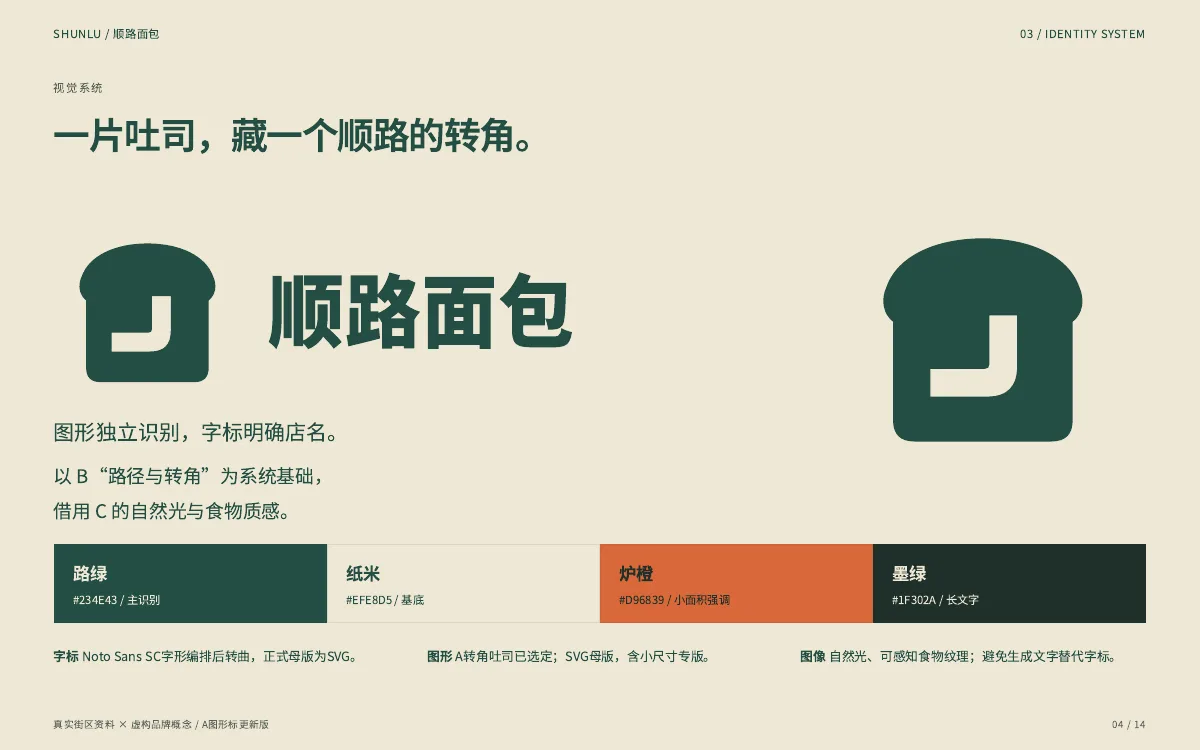 SHUNLU / 顺路面包
03 / IDENTITY SYSTEM
视觉系统
一片吐司，藏一个顺路的转角。
顺路面包
图形独立识别，字标明确店名。
以 B“路径与转角”为系统基础，
借用 C 的自然光与食物质感。
路绿
#234E43 / 主识别
纸米
#EFE8D5 / 基底
炉橙
#D96839 / 小面积强调
墨绿
#1F302A / 长文字
字标 Noto Sans SC字形编排后转曲，正式母版为SVG。
图形 A转角吐司已选定；SVG母版，含小尺寸专版。
图像 自然光、可感知食物纹理；避免生成文字替代字标。
真实街区资料 × 虚构品牌概念 / A图形标更新版
04 / 14